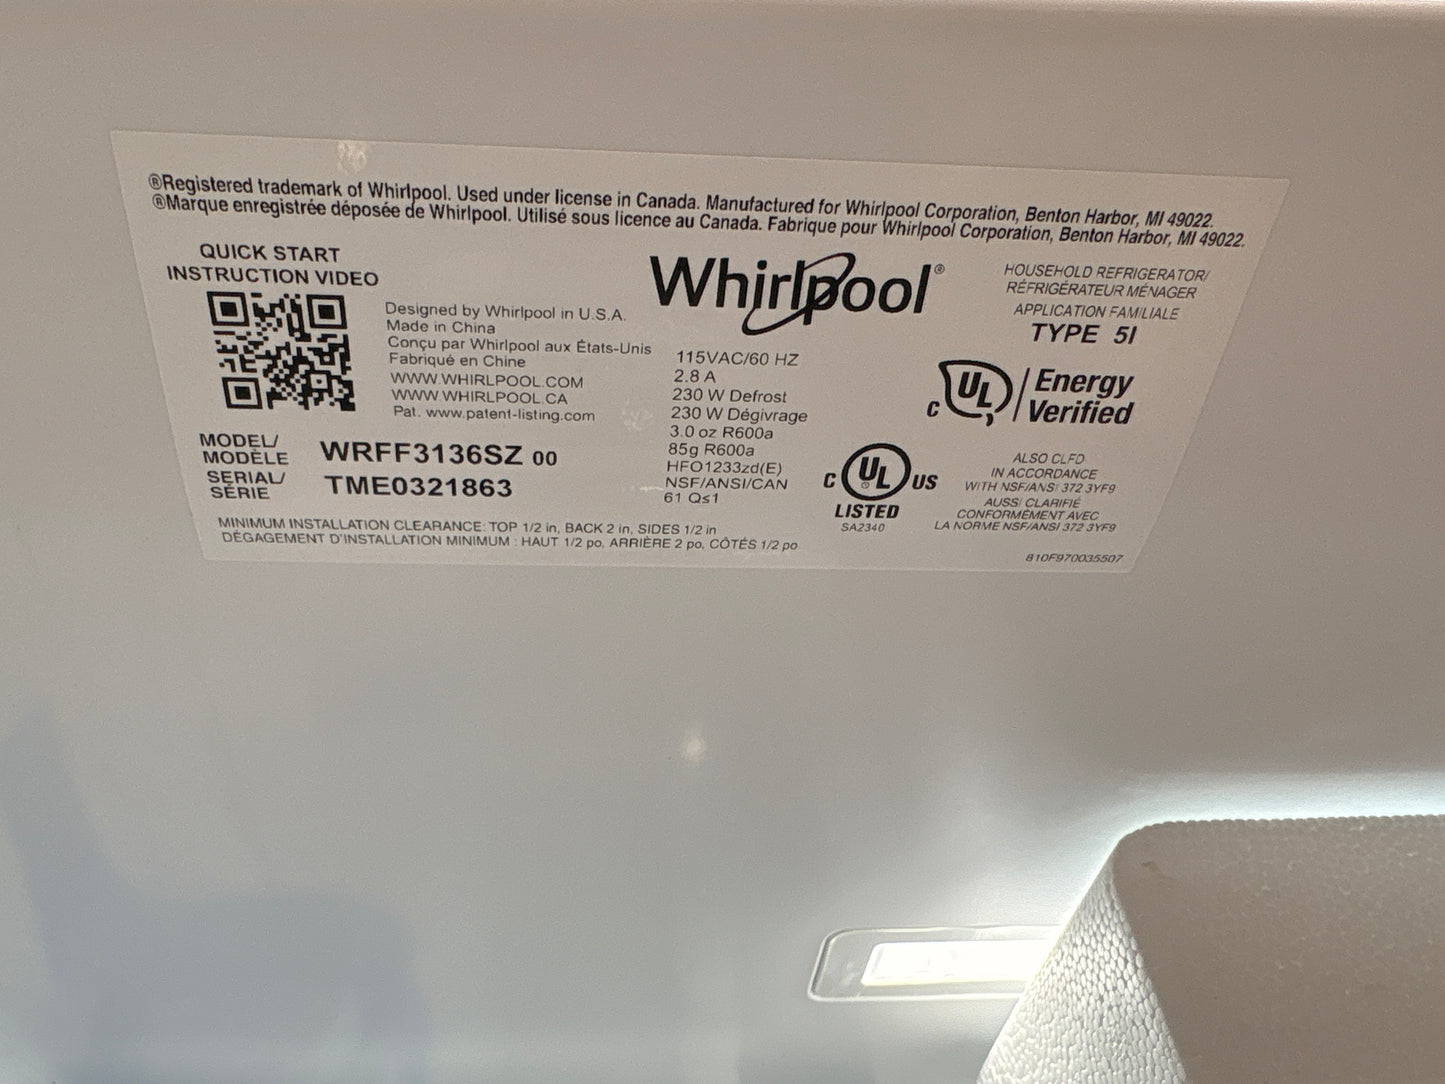 ®Registered trademark of Whirlpool. Used under license in Canada. Manufactured for Whirlpool Corporation, Benton Harbor, MI 49022.
®Marque enregistrée déposée de Whirlpool. Utilisé sous licence au Canada. Fabrique pour Whirlpool Corporation, Benton Harbor, MI 49022.
QUICK START
INSTRUCTION VIDEO
Designed by Whirlpool in U.S.A.
Made in China
Conçu par Whirlpool aux États-Unis
Fabriqué en Chine
WWW.WHIRLPOOL.COM
WWW.WHIRLPOOL.CA
Pat. www.patent-listing.com
MODEL/
MODÈLE
WRFF3136SZ 00
SERIAL/
SÉRIE
TME0321863
MINIMUM INSTALLATION CLEARANCE: TOP 1/2 in, BACK 2 in, SIDES 1/2 in
DÉGAGEMENT D'INSTALLATION MINIMUM : HAUT 1/2 po, ARRIÈRE 2 po, CÔTÉS 1/2 po
Whirlpool®
115VAC/60 HZ
2.8 A
230 W Defrost
230 W Dégivrage
3.0 oz R600a
85g R600a
HFO1233zd(E)
NSF/ANSI/CAN
61 Q≤1
HOUSEHOLD REFRIGERATOR/
RÉFRIGÉRATEUR MÉNAGER
APPLICATION FAMILIALE
TYPE 5I
C UL Energy
Verified
C UL US
LISTED
SA2340
ALSO CLFD
IN ACCORDANCE
WITH NSF/ANSI 372 3YF9
AUSSI CLARIFIÉ
CONFORMÉMENT AVEC
LA NORME NSF/ANSI 372 3YF9
810F970035507